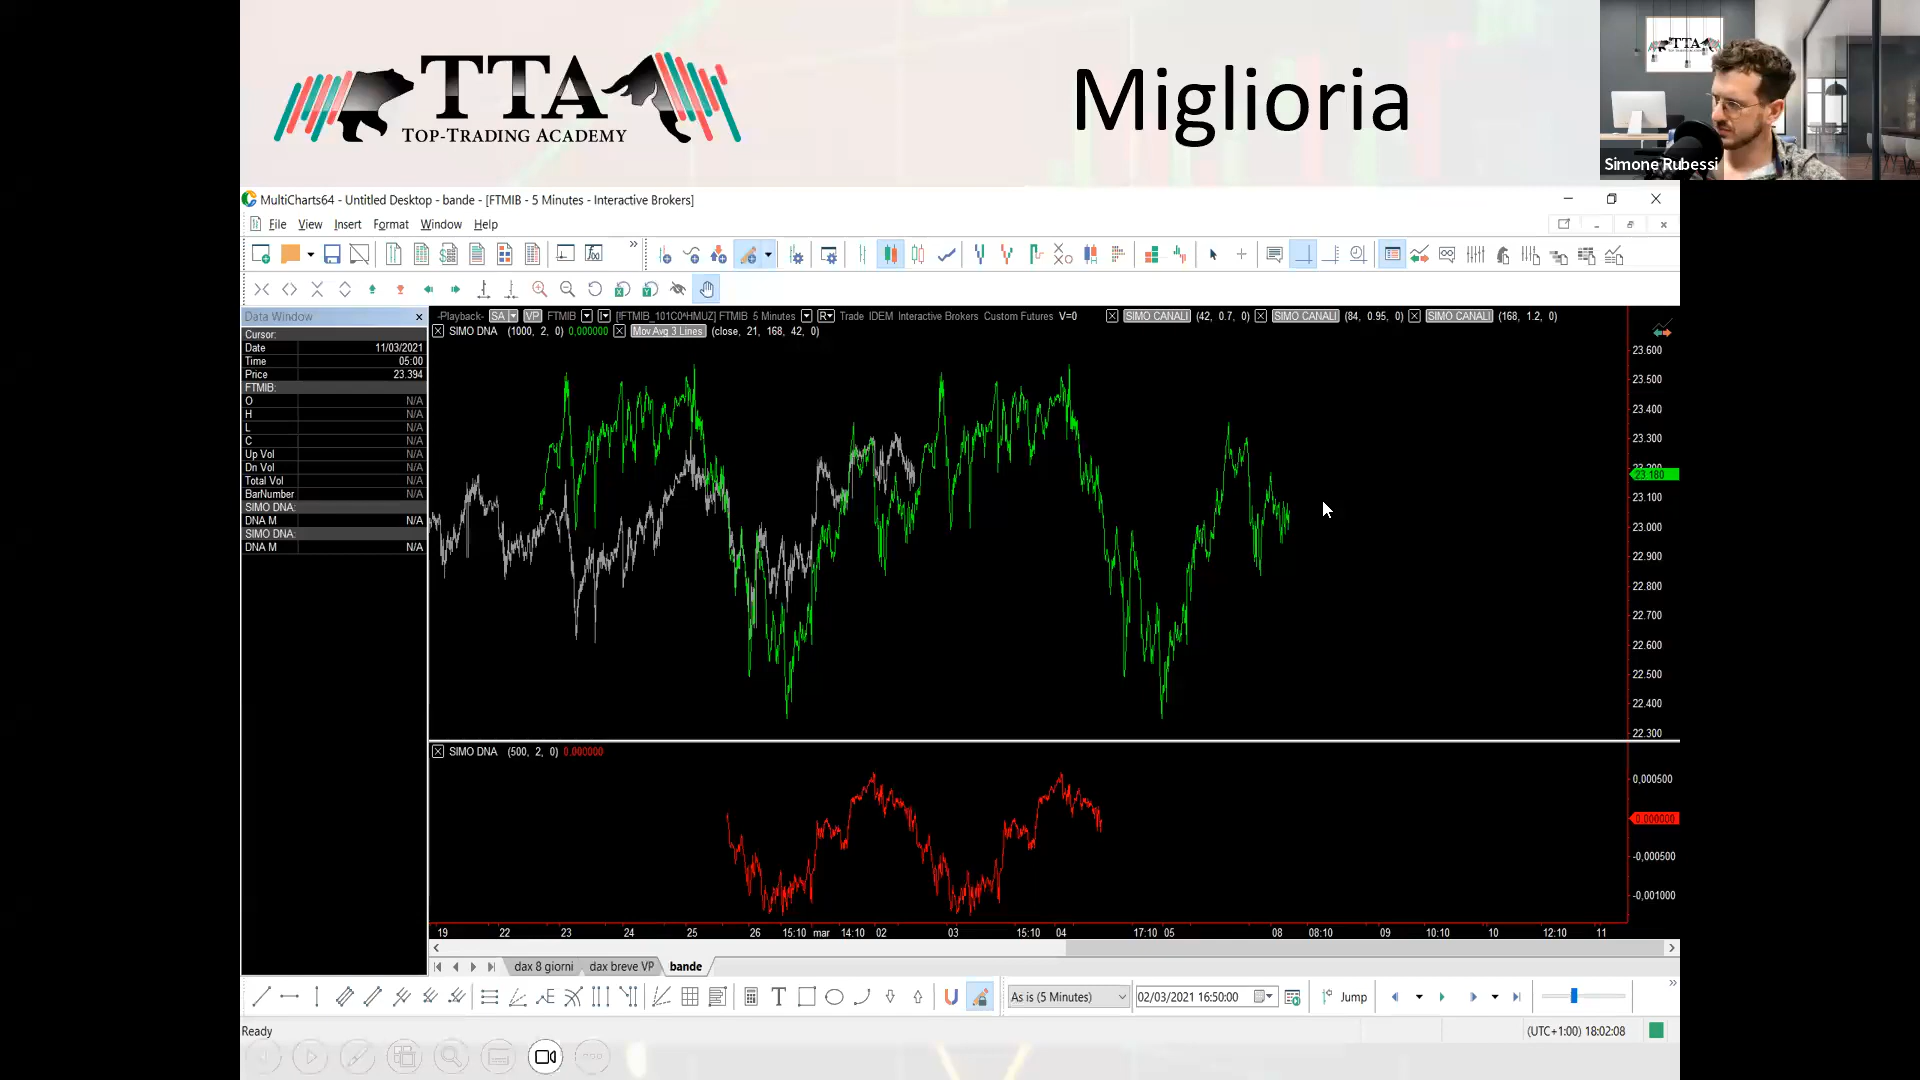 TTA
TOP-TRADING ACADEMY
Miglioria
TTA
Simone Rubessi
MultiCharts64 - Untitled Desktop - bande - [FTMIB - 5 Minutes - Interactive Brokers]
File View Insert Format Window Help
Data Window
Cursor:
Date 11/03/2021
Time 05:00
Price 23.394
FTMIB:
O N/A
H N/A
L N/A
C N/A
Up Vol N/A
Dn Vol N/A
Total Vol N/A
BarNumber N/A
SIMO DNA:
DNA M N/A
SIMO DNA:
DNA M N/A
-Playback- SA VP FTMIB [!FTMIB_101C0^HMUZ] FTMIB 5 Minutes R Trade IDEM Interactive Brokers Custom Futures V=0 SIMO CANALI (42, 0.7, 0) SIMO CANALI (84, 0.95, 0) SIMO CANALI (168, 1.2, 0)
SIMO DNA (1000, 2, 0) 0,000000 Mov Avg 3 Lines (close, 21, 168, 42, 0)
23.600
23.500
23.400
23.300
23.200
23.180
23.100
23.000
22.900
22.800
22.700
22.600
22.500
22.400
22.300
SIMO DNA (500, 2, 0) 0.000000
0,000500
0.000000
-0,000500
-0,001000
19 22 23 24 25 26 15:10 mar 14:10 02 03 15:10 04 17:10 05 08 08:10 09 10:10 10 12:10 11
dax 8 giorni dax breve VP bande
As is (5 Minutes) 02/03/2021 16:50:00 Jump
Ready (UTC+1:00) 18:02:08